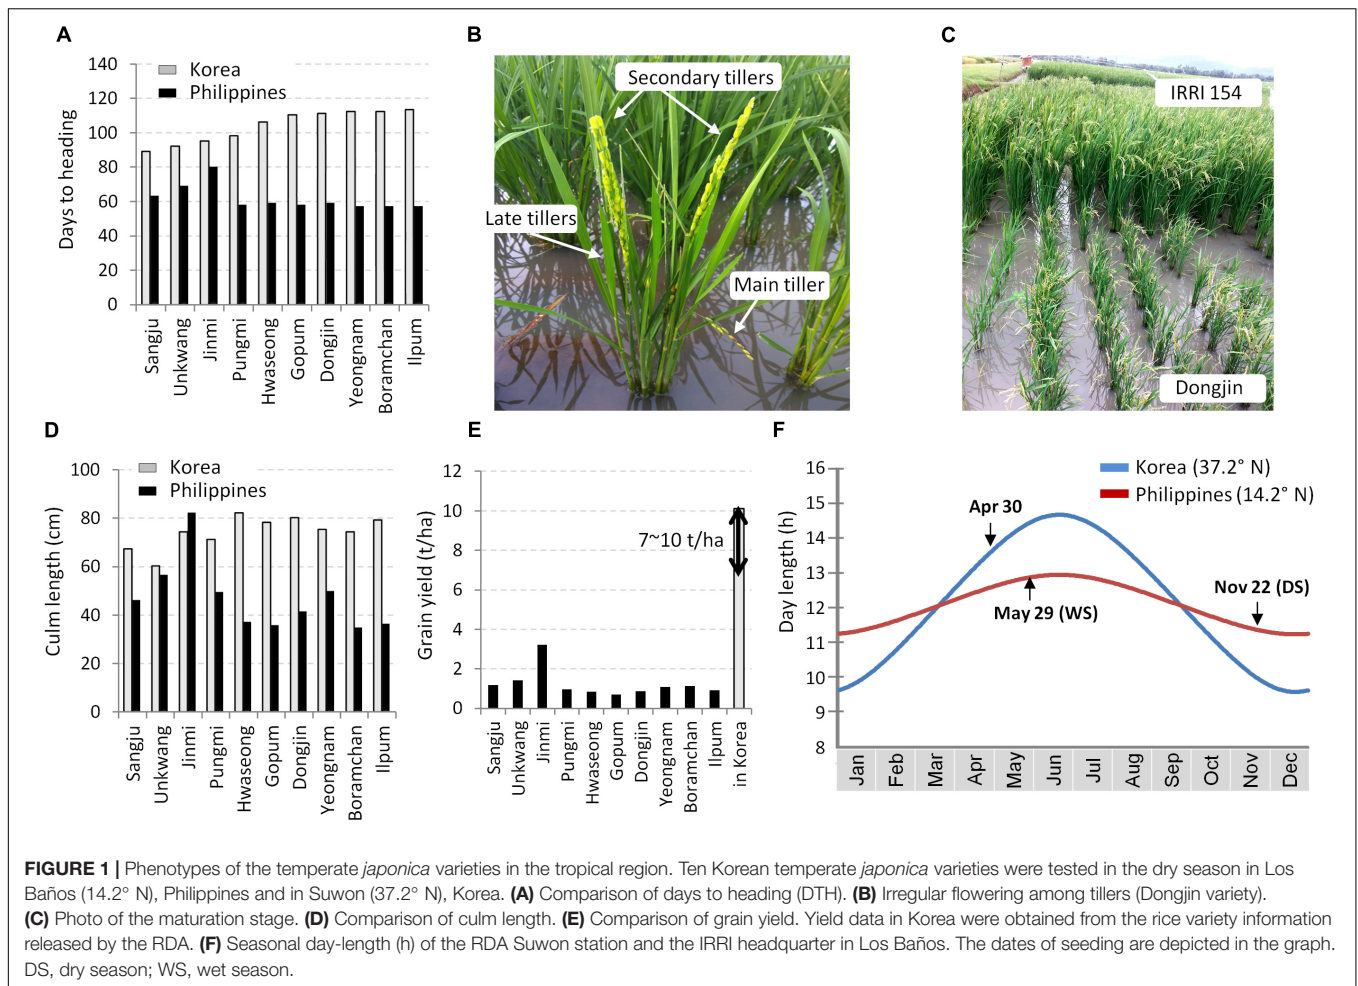 A
140
120
100
80
60
40
20
0
Days to heading
Korea
Philippines
Sangju
Unkwang
Jinmi
Pungmi
Hwaseong
Gopum
Dongjin
Yeongnam
Boramchan
Ilpum
B
Secondary tillers
Late tillers
Main tiller
C
IRRI 154
Dongjin
D
100
80
60
40
20
0
Culm length (cm)
Korea
Philippines
Sangju
Unkwang
Jinmi
Pungmi
Hwaseong
Gopum
Dongjin
Yeongnam
Boramchan
Ilpum
E
12
10
8
6
4
2
0
Grain yield (t/ha)
7~10 t/ha
Sangju
Unkwang
Jinmi
Pungmi
Hwaseong
Gopum
Dongjin
Yeongnam
Boramchan
Ilpum
in Korea
F
16
15
14
13
12
11
10
9
8
Day length (h)
Korea (37.2° N)
Philippines (14.2° N)
Apr 30
May 29 (WS)
Nov 22 (DS)
Jan
Feb
Mar
Apr
May
Jun
Jul
Aug
Sep
Oct
Nov
Dec
FIGURE 1 | Phenotypes of the temperate japonica varieties in the tropical region. Ten Korean temperate japonica varieties were tested in the dry season in Los
Baños (14.2° N), Philippines and in Suwon (37.2° N), Korea. (A) Comparison of days to heading (DTH). (B) Irregular flowering among tillers (Dongjin variety).
(C) Photo of the maturation stage. (D) Comparison of culm length. (E) Comparison of grain yield. Yield data in Korea were obtained from the rice variety information
released by the RDA. (F) Seasonal day-length (h) of the RDA Suwon station and the IRRI headquarter in Los Baños. The dates of seeding are depicted in the graph.
DS, dry season; WS, wet season.